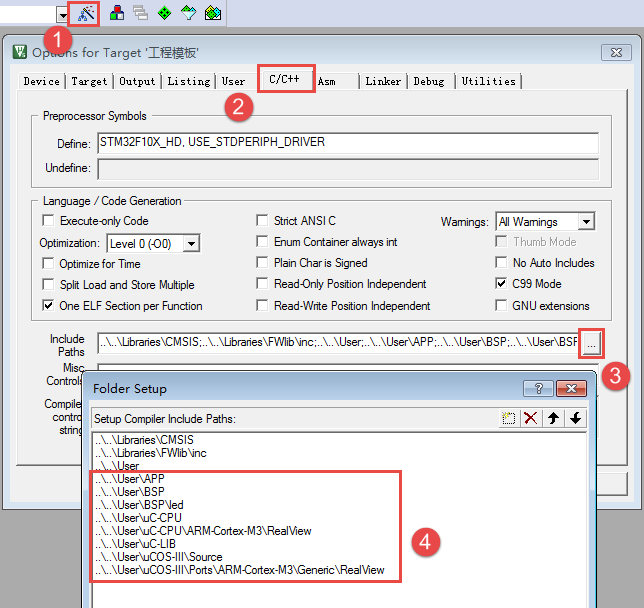 1
Options for Target '工程模板'
Device Target Output Listing User C/C++ Asm Linker Debug Utilities
2
Preprocessor Symbols
Define: STM32F10X_HD, USE_STDPERIPH_DRIVER
Undefine:
Language / Code Generation
Execute-only Code Strict ANSI C Warnings: All Warnings
Optimization: Level 0 (-O0) Enum Container always int Thumb Mode
Optimize for Time Plain Char is Signed No Auto Includes
Split Load and Store Multiple Read-Only Position Independent C99 Mode
One ELF Section per Function Read-Write Position Independent GNU extensions
Include
Paths ..\..\Libraries\CMSIS;..\..\Libraries\FWlib\inc;..\..\User;..\..\User\APP;..\..\User\BSP;..\..\User\BSP ...
3
Misc
Controls
Compiler
control
string
Folder Setup ?
Setup Compiler Include Paths:
..\..\Libraries\CMSIS
..\..\Libraries\FWlib\inc
..\..\User
..\..\User\APP
..\..\User\BSP
..\..\User\BSP\led
..\..\User\uC-CPU
..\..\User\uC-CPU\ARM-Cortex-M3\RealView
..\..\User\uC-LIB
..\..\User\uCOS-III\Source
..\..\User\uCOS-III\Ports\ARM-Cortex-M3\Generic\RealView
4